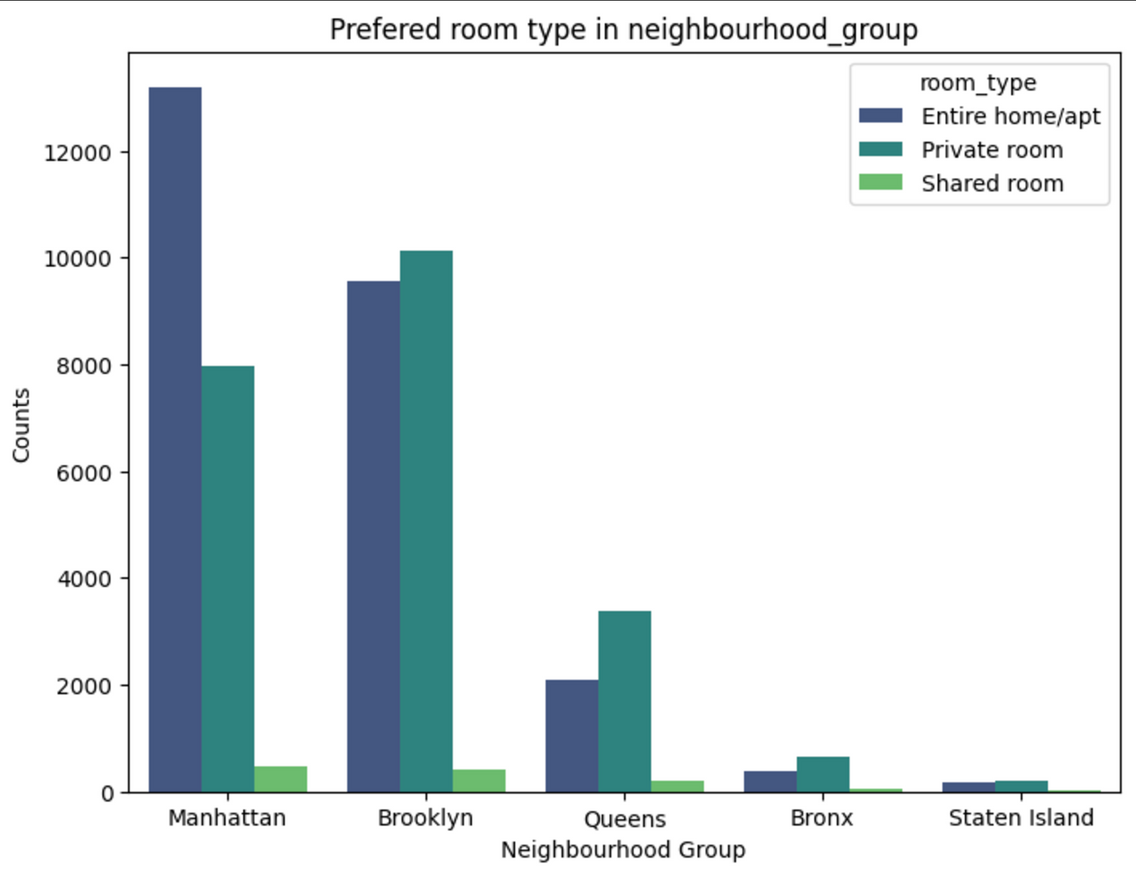 Prefered room type in neighbourhood_group
room_type
Entire home/apt
Private room
Shared room
12000
10000
8000
6000
4000
2000
0
Counts
Manhattan Brooklyn Queens Bronx Staten Island
Neighbourhood Group